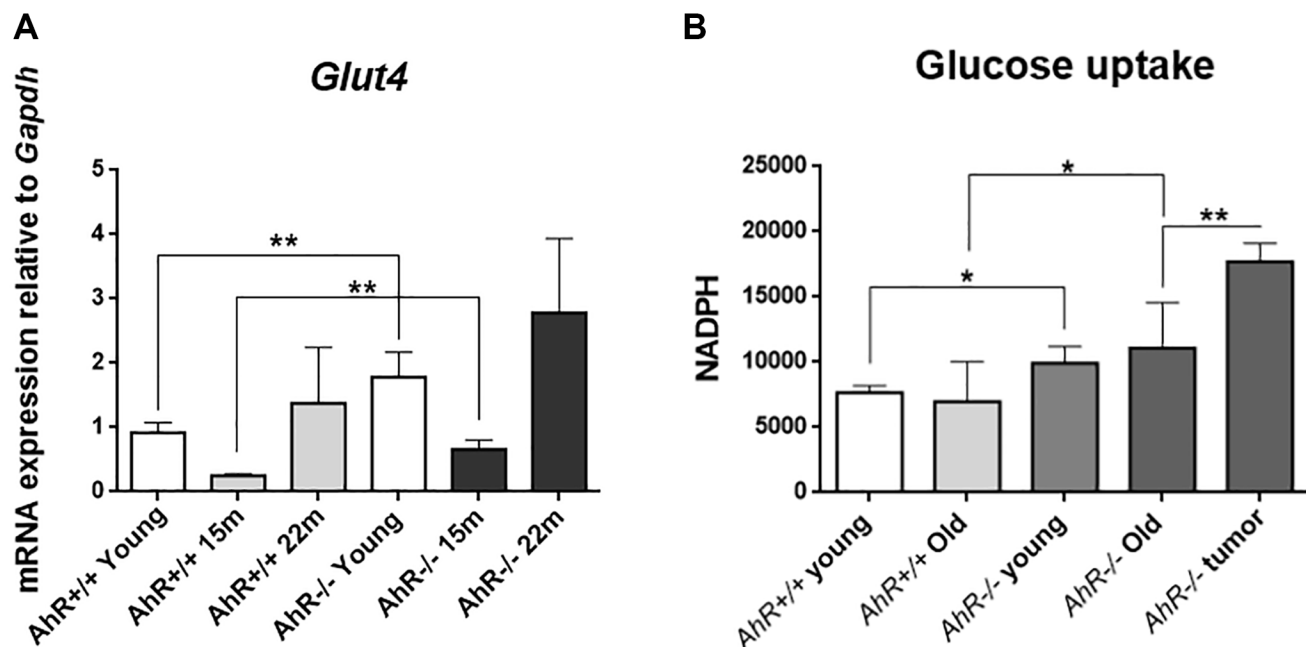 A
Glut4
mRNA expression relative to Gapdh
5
4
3
2
1
0
**
**
AhR+/+ Young
AhR+/+ 15m
AhR+/+ 22m
AhR-/- Young
AhR-/- 15m
AhR-/- 22m
B
Glucose uptake
NADPH
25000
20000
15000
10000
5000
0
*
**
*
AhR+/+ young
AhR+/+ Old
AhR-/- young
AhR-/- Old
AhR-/- tumor